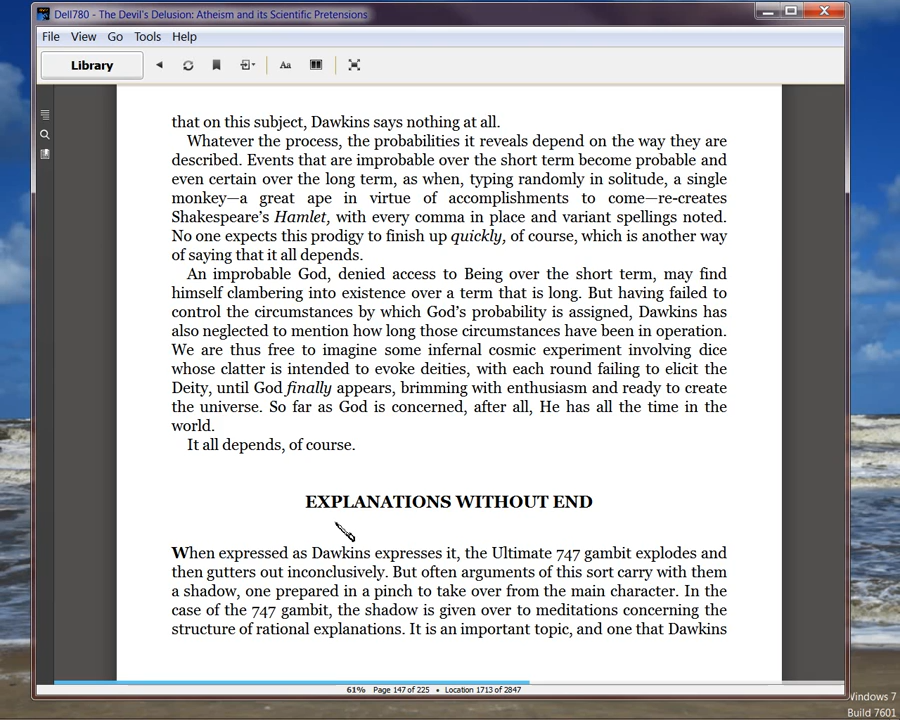 Dell780 - The Devil's Delusion: Atheism and its Scientific Pretensions
File View Go Tools Help
Library
Aa
that on this subject, Dawkins says nothing at all.
Whatever the process, the probabilities it reveals depend on the way they are
described. Events that are improbable over the short term become probable and
even certain over the long term, as when, typing randomly in solitude, a single
monkey—a great ape in virtue of accomplishments to come—re-creates
Shakespeare's Hamlet, with every comma in place and variant spellings noted.
No one expects this prodigy to finish up quickly, of course, which is another way
of saying that it all depends.
An improbable God, denied access to Being over the short term, may find
himself clambering into existence over a term that is long. But having failed to
control the circumstances by which God's probability is assigned, Dawkins has
also neglected to mention how long those circumstances have been in operation.
We are thus free to imagine some infernal cosmic experiment involving dice
whose clatter is intended to evoke deities, with each round failing to elicit the
Deity, until God finally appears, brimming with enthusiasm and ready to create
the universe. So far as God is concerned, after all, He has all the time in the
world.
It all depends, of course.
EXPLANATIONS WITHOUT END
When expressed as Dawkins expresses it, the Ultimate 747 gambit explodes and
then gutters out inconclusively. But often arguments of this sort carry with them
a shadow, one prepared in a pinch to take over from the main character. In the
case of the 747 gambit, the shadow is given over to meditations concerning the
structure of rational explanations. It is an important topic, and one that Dawkins
61% Page 147 of 225 • Location 1713 of 2847
Windows 7
Build 7601